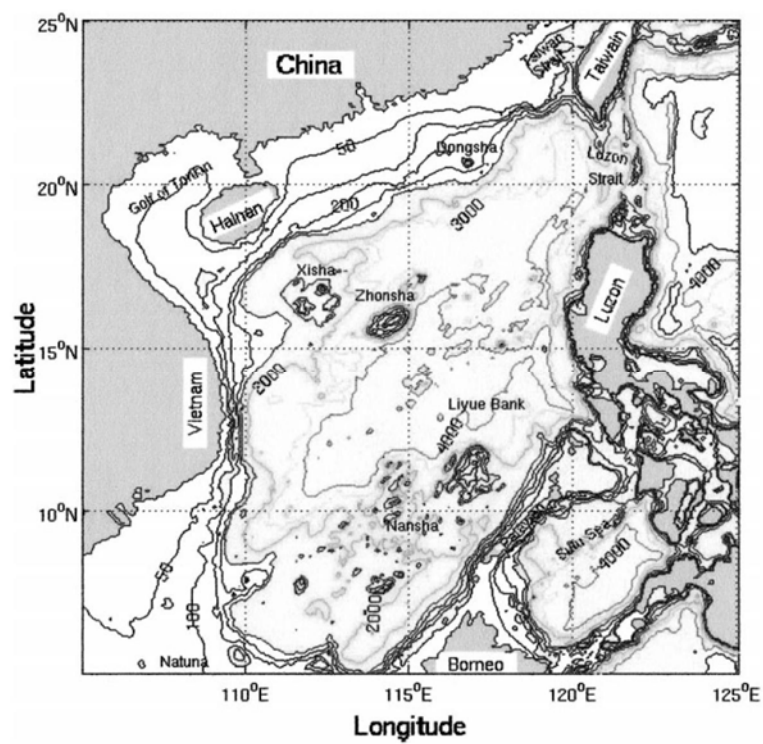 25°N
China
Taiwan
Strait
Taiwain
50
Dongsha
Luzon
Strait
20°N
Golf of Tonkin
Hainan
200
3000
Xisha
Zhonsha
4000
Luzon
Latitude
15°N
2000
Vietnam
Liyue Bank
4000
10°N
Nansha
Sulu Sea
4000
50
100
2000
Natuna
Borneo
110°E
115°E
120°E
125°E
Longitude